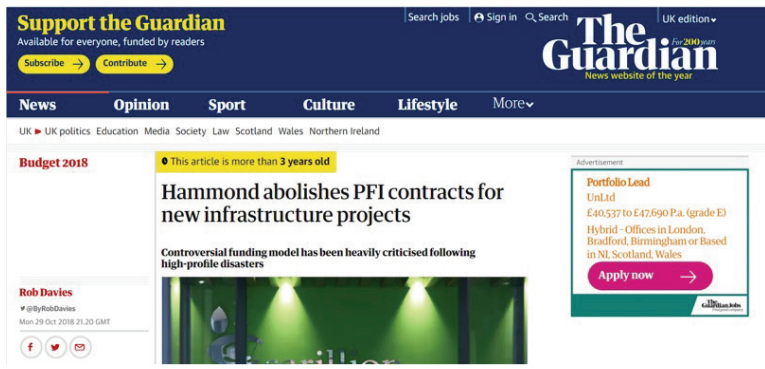 Support the Guardian
Available for everyone, funded by readers
Subscribe →
Contribute →
Search jobs
Sign in
Search
UK edition
The Guardian
For 200 years
News website of the year
News Opinion Sport Culture Lifestyle More
UK UK politics Education Media Society Law Scotland Wales Northern Ireland
Budget 2018
This article is more than 3 years old
Hammond abolishes PFI contracts for
new infrastructure projects
Controversial funding model has been heavily criticised following
high-profile disasters
Rob Davies
@ByRobDavies
Mon 29 Oct 2018 21.20 GMT
Advertisement
Portfolio Lead
UnLtd
£40,537 to £47,690 P.a. (grade E)
Hybrid – Offices in London,
Bradford, Birmingham or Based
in NI, Scotland, Wales
Apply now →
The
GuardianJobs